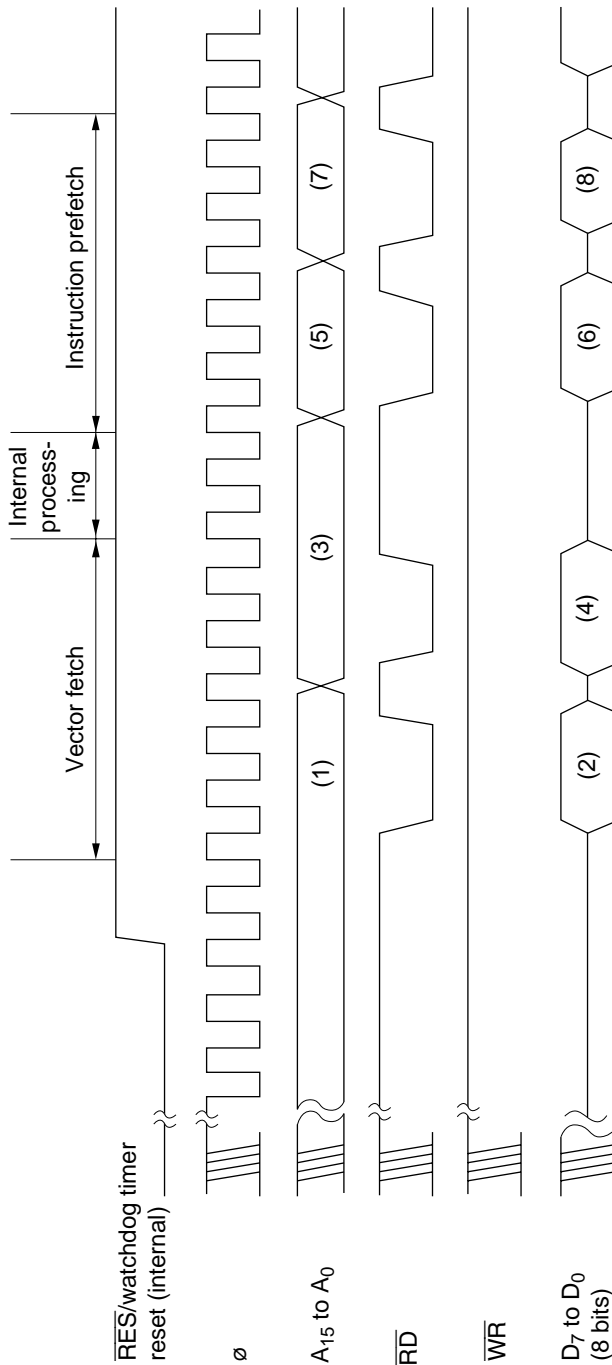 Vector fetch
Internal
process-
ing
Instruction prefetch
RES/watchdog timer
reset (internal)
ø
A15 to A0
(1)
(3)
(5)
(7)
RD
WR
D7 to D0
(8 bits)
(2)
(4)
(6)
(8)